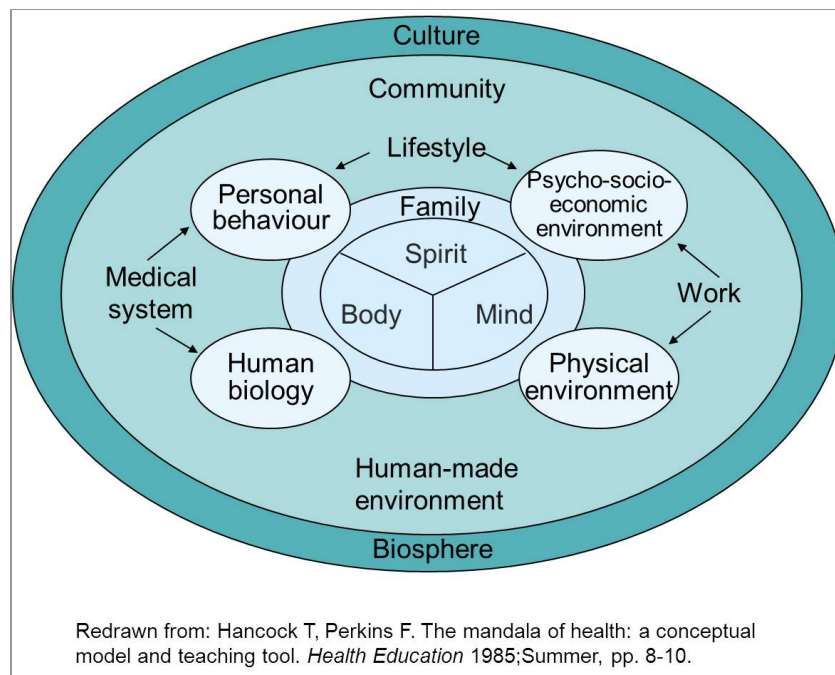 Culture
Community
Lifestyle
Personal
behaviour
Psycho-socio-
economic
environment
Family
Spirit
Medical
system
Body
Mind
Work
Human
biology
Physical
environment
Human-made
environment
Biosphere
Redrawn from: Hancock T, Perkins F. The mandala of health: a conceptual
model and teaching tool. Health Education 1985;Summer, pp. 8-10.